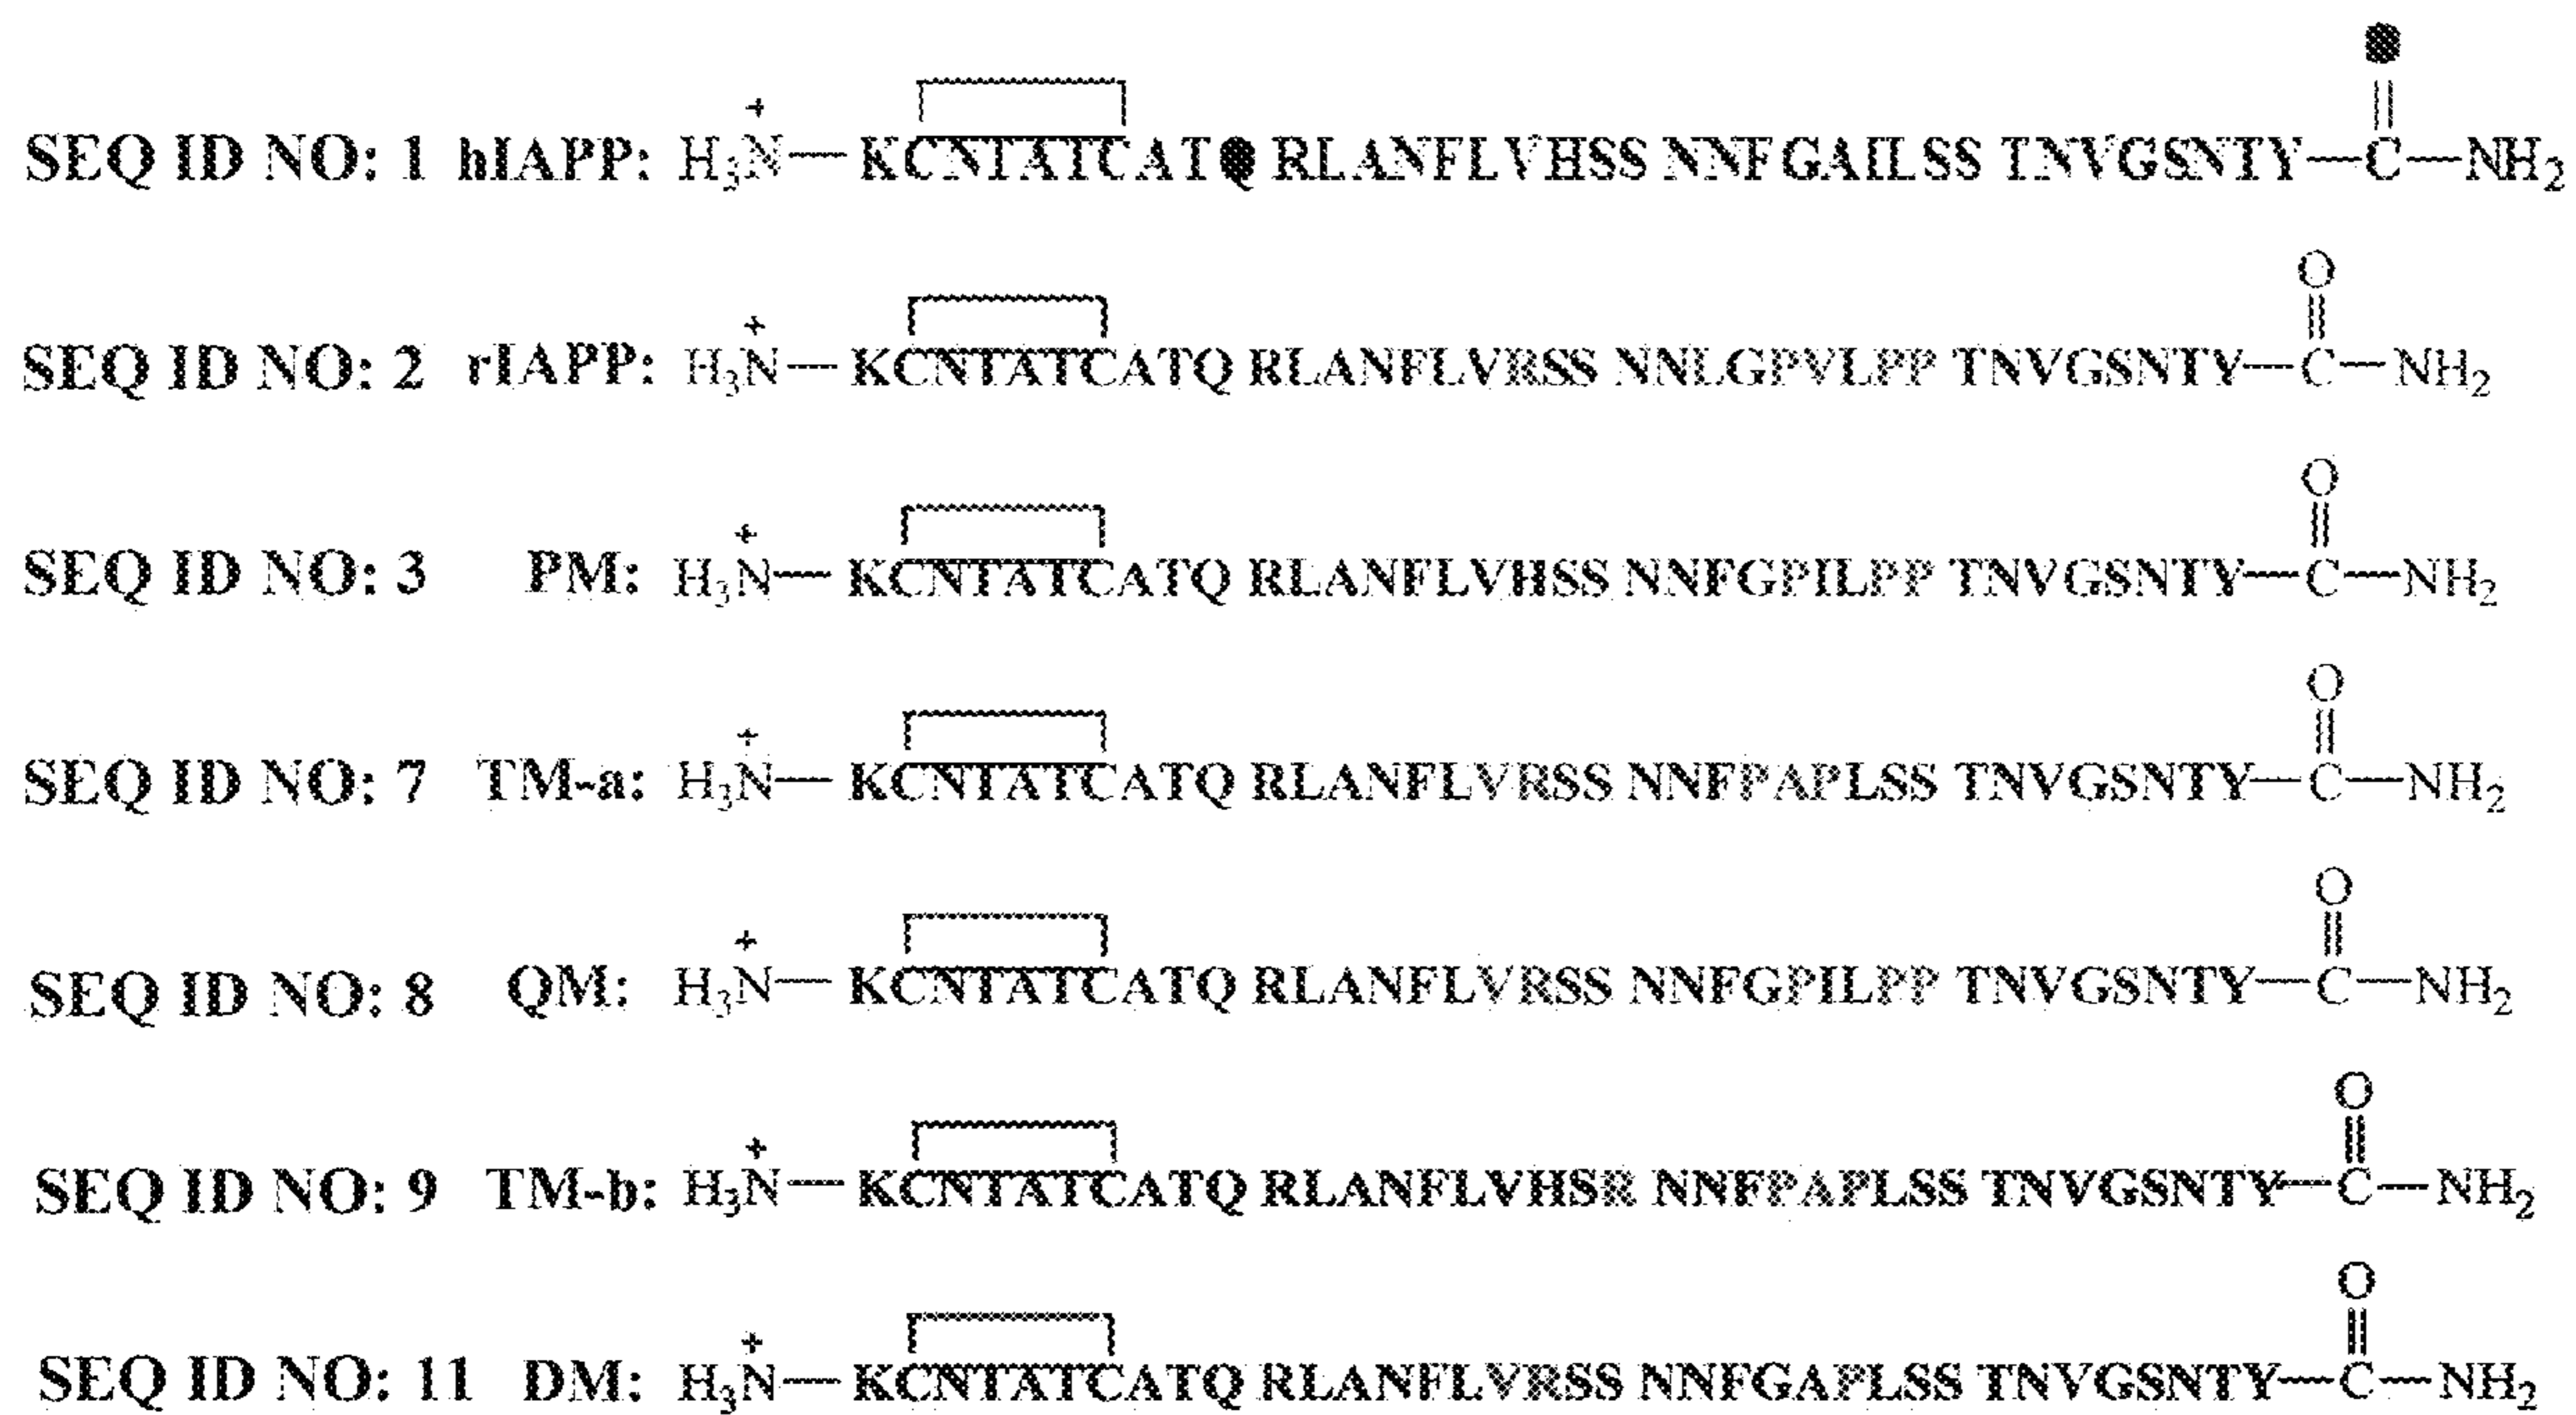 SEQ ID NO: 1 hIAPP: H₃N⁺—KCNTATCATQ RLANFLVHSS NNFGAILSS TNVGSNTY—C—NH₂
O
SEQ ID NO: 2 rIAPP: H₃N⁺—KCNTATCATQ RLANFLVRSS NNLGPVLPP TNVGSNTY—C—NH₂
O
SEQ ID NO: 3 PM: H₃N⁺—KCNTATCATQ RLANFLVHSS NNFGPILPP TNVGSNTY—C—NH₂
O
SEQ ID NO: 7 TM-a: H₃N⁺—KCNTATCATQ RLANFLVRSS NNFPAPLSS TNVGSNTY—C—NH₂
O
SEQ ID NO: 8 QM: H₃N⁺—KCNTATCATQ RLANFLVRSS NNFGPILPP TNVGSNTY—C—NH₂
O
SEQ ID NO: 9 TM-b: H₃N⁺—KCNTATCATQ RLANFLVHSR NNFPAPLSS TNVGSNTY—C—NH₂
O
SEQ ID NO: 11 DM: H₃N⁺—KCNTATCATQ RLANFLVRSS NNFGAPLSS TNVGSNTY—C—NH₂